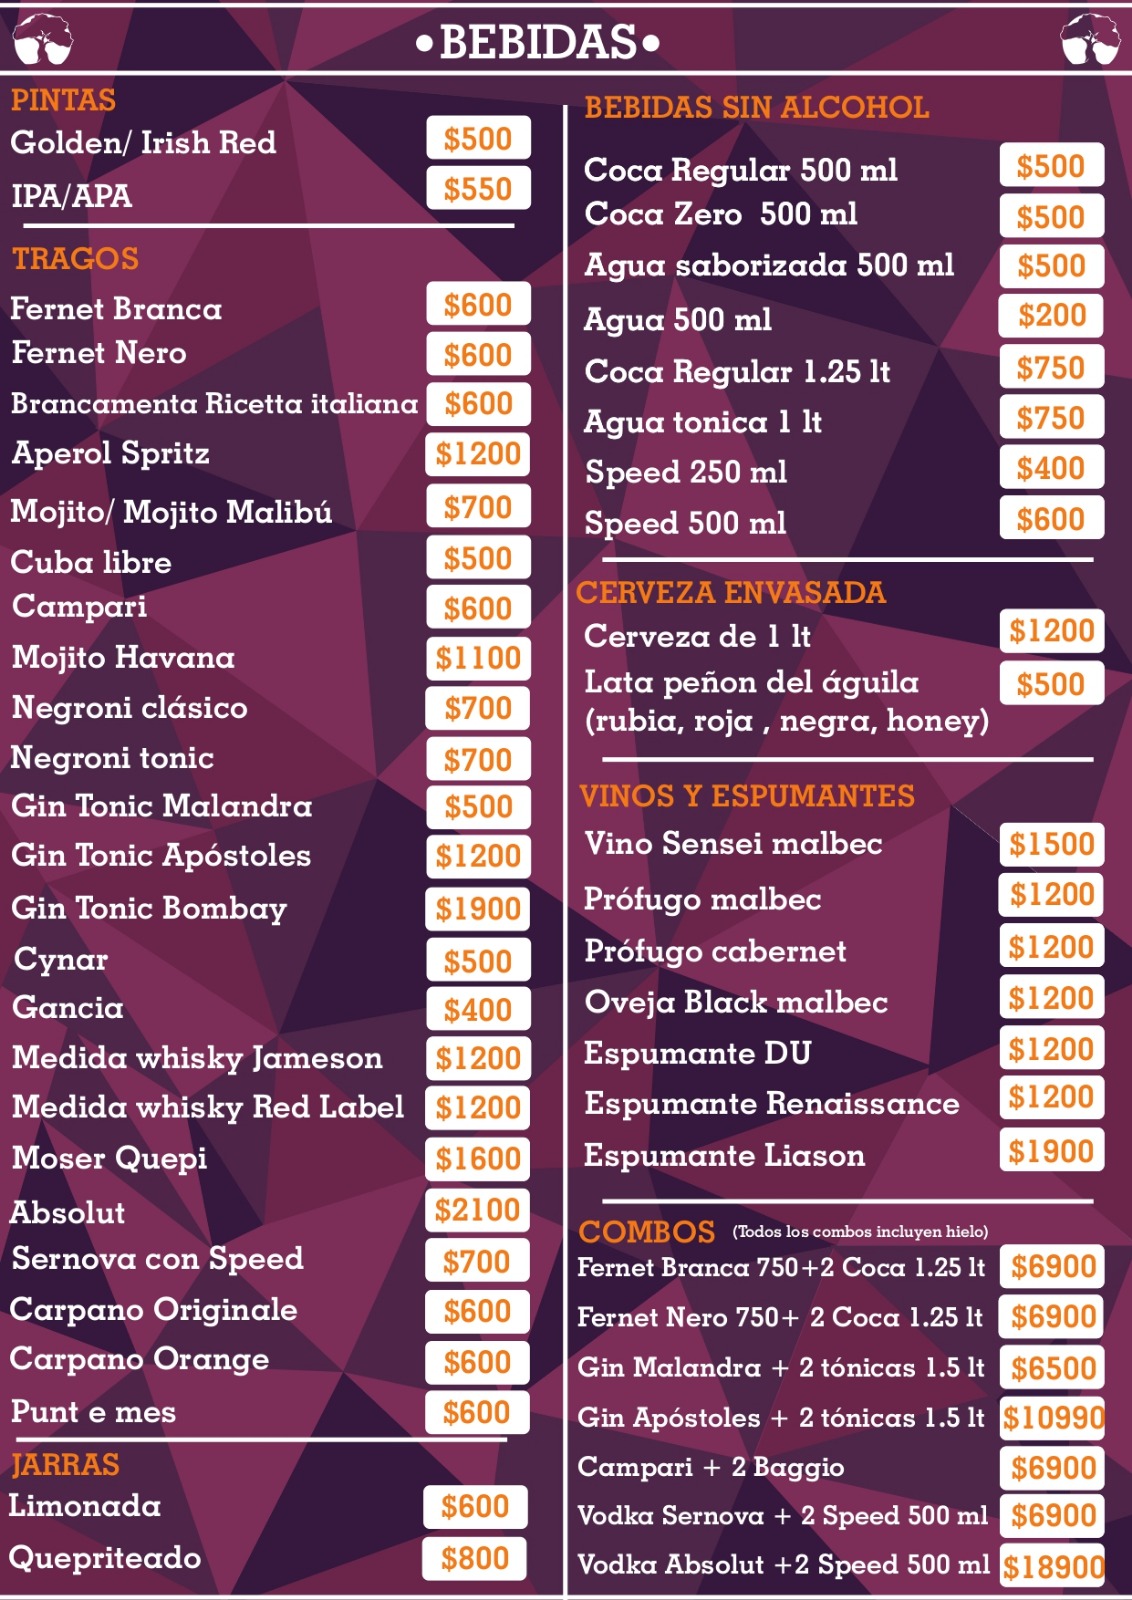 •BEBIDAS•
PINTAS
Golden/ Irish Red $500
IPA/APA $550
TRAGOS
Fernet Branca $600
Fernet Nero $600
Brancamenta Ricetta italiana $600
Aperol Spritz $1200
Mojito/ Mojito Malibú $700
Cuba libre $500
Campari $600
Mojito Havana $1100
Negroni clásico $700
Negroni tonic $700
Gin Tonic Malandra $500
Gin Tonic Apóstoles $1200
Gin Tonic Bombay $1900
Cynar $500
Gancia $400
Medida whisky Jameson $1200
Medida whisky Red Label $1200
Moser Quepi $1600
Absolut $2100
Sernova con Speed $700
Carpano Originale $600
Carpano Orange $600
Punt e mes $600
JARRAS
Limonada $600
Quepriteado $800
BEBIDAS SIN ALCOHOL
Coca Regular 500 ml $500
Coca Zero 500 ml $500
Agua saborizada 500 ml $500
Agua 500 ml $200
Coca Regular 1.25 lt $750
Agua tonica 1 lt $750
Speed 250 ml $400
Speed 500 ml $600
CERVEZA ENVASADA
Cerveza de 1 lt $1200
Lata peñon del águila $500
(rubia, roja , negra, honey)
VINOS Y ESPUMANTES
Vino Sensei malbec $1500
Prófugo malbec $1200
Prófugo cabernet $1200
Oveja Black malbec $1200
Espumante DU $1200
Espumante Renaissance $1200
Espumante Liason $1900
COMBOS (Todos los combos incluyen hielo)
Fernet Branca 750+2 Coca 1.25 lt $6900
Fernet Nero 750+ 2 Coca 1.25 lt $6900
Gin Malandra + 2 tónicas 1.5 lt $6500
Gin Apóstoles + 2 tónicas 1.5 lt $10990
Campari + 2 Baggio $6900
Vodka Sernova + 2 Speed 500 ml $6900
Vodka Absolut +2 Speed 500 ml $18900